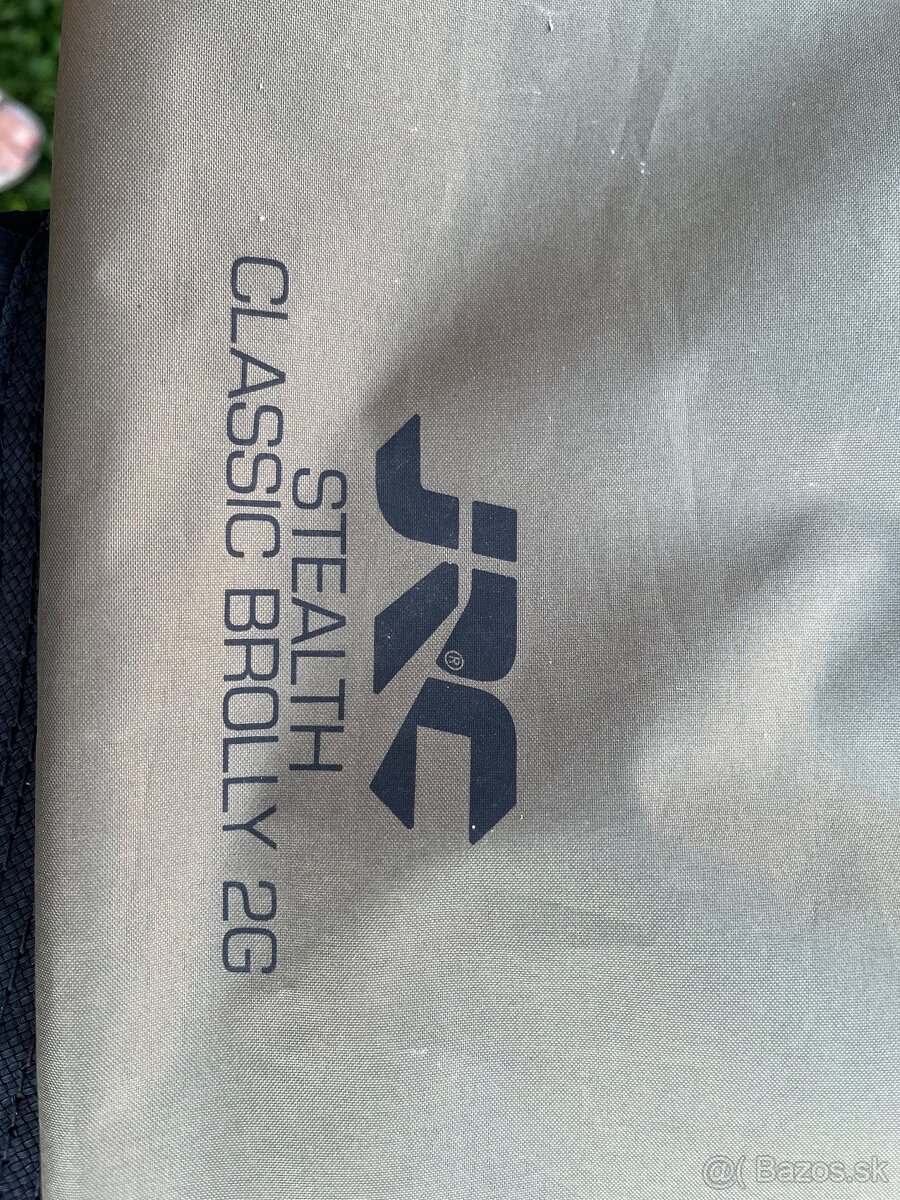 JRC®
STEALTH
CLASSIC BROLLY 2G
@( Bazos.sk